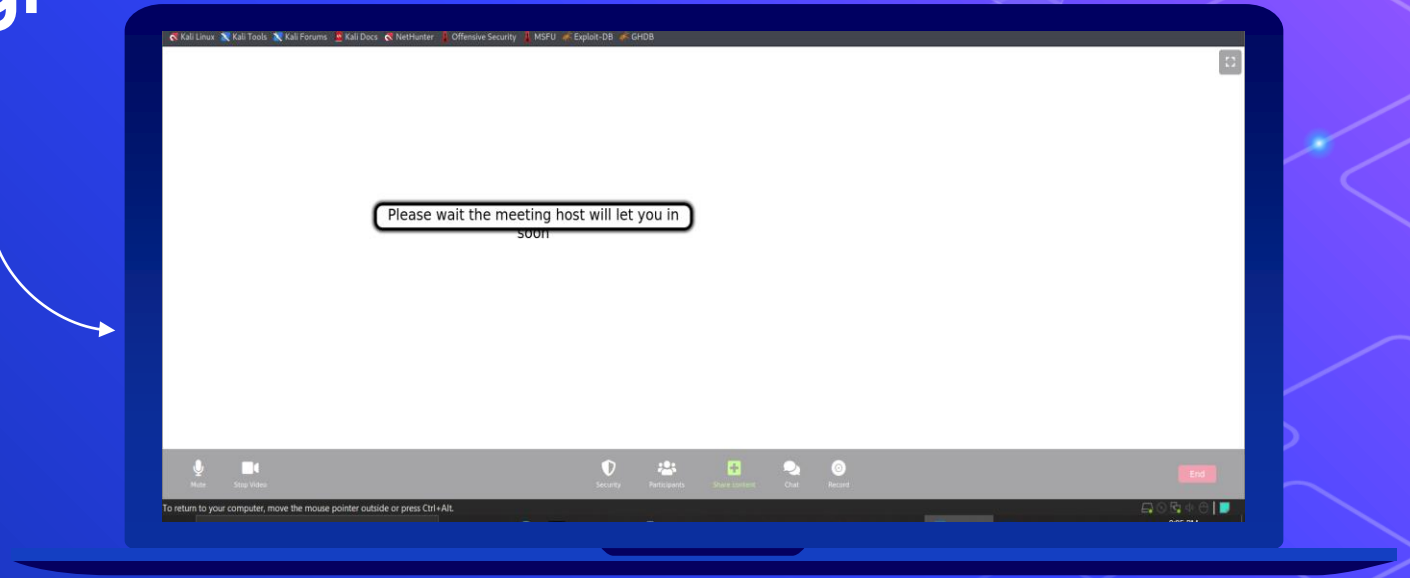 Kali Linux Kali Tools Kali Forums Kali Docs NetHunter Offensive Security MSFU Exploit-DB GHDB
Please wait the meeting host will let you in
soon
Mute Stop Video Security Participants Share content Chat Record End
To return to your computer, move the mouse pointer outside or press Ctrl+Alt.